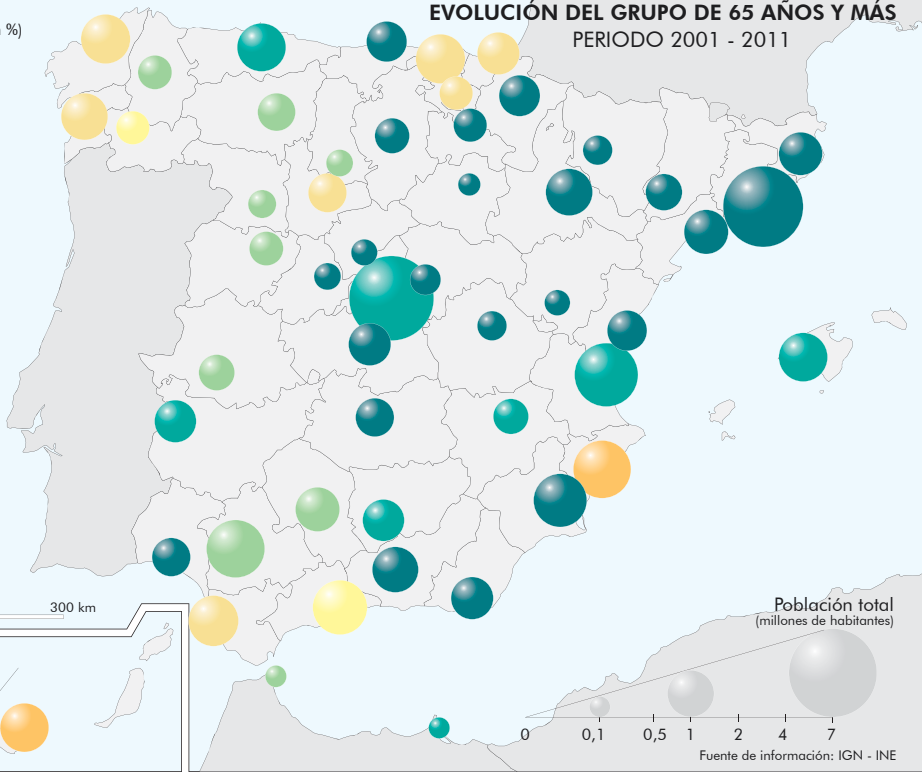 EVOLUCIÓN DEL GRUPO DE 65 AÑOS Y MÁS
%)
PERIODO 2001 - 2011
300 km
Población total
(millones de habitantes)
0 0,1 0,5 1 2 4 7
Fuente de información: IGN - INE